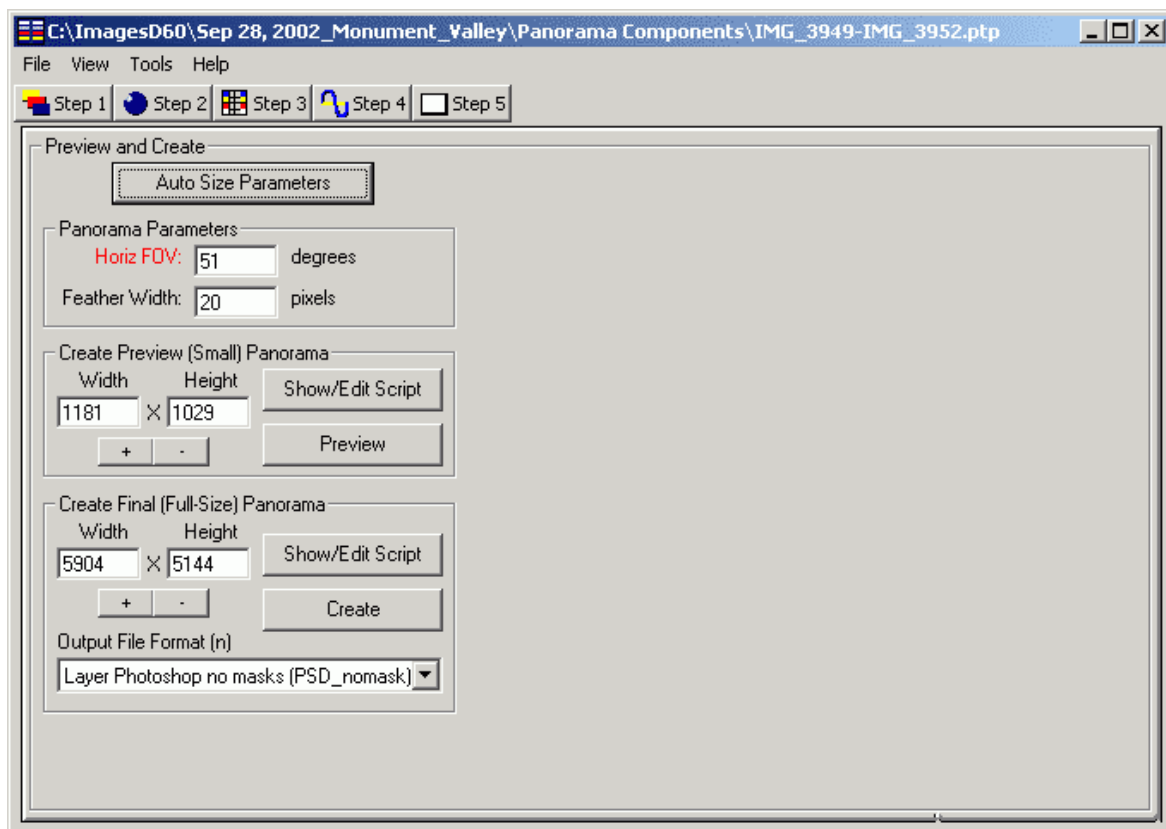 C:\ImagesD60\Sep 28, 2002_Monument_Valley\Panorama Components\IMG_3949-IMG_3952.ptp
File View Tools Help
Step 1 Step 2 Step 3 Step 4 Step 5
Preview and Create
Auto Size Parameters
Panorama Parameters
Horiz FOV: 51 degrees
Feather Width: 20 pixels
Create Preview (Small) Panorama
Width Height
1181 X 1029
Show/Edit Script
+ -
Preview
Create Final (Full-Size) Panorama
Width Height
5904 X 5144
Show/Edit Script
+ -
Create
Output File Format (n)
Layer Photoshop no masks (PSD_nomask)